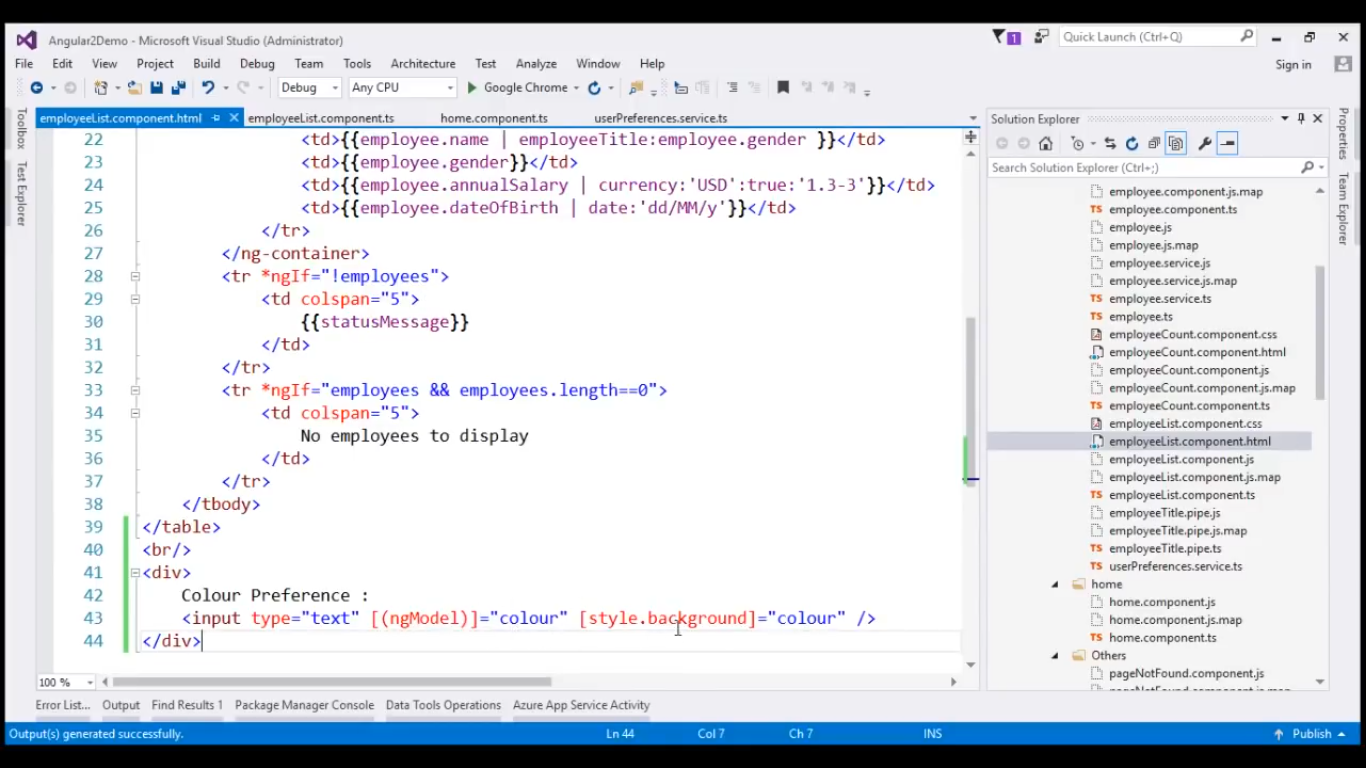 Angular2Demo - Microsoft Visual Studio (Administrator)
1
Quick Launch (Ctrl+Q)
File Edit View Project Build Debug Team Tools Architecture Test Analyze Window Help
Sign in
Debug Any CPU Google Chrome
employeeList.component.html employeeList.component.ts home.component.ts userPreferences.service.ts
Toolbox
Test Explorer
22 <td>{{employee.name | employeeTitle:employee.gender }}</td>
23 <td>{{employee.gender}}</td>
24 <td>{{employee.annualSalary | currency:'USD':true:'1.3-3'}}</td>
25 <td>{{employee.dateOfBirth | date:'dd/MM/y'}}</td>
26 </tr>
27 </ng-container>
28 <tr *ngIf="!employees">
29 <td colspan="5">
30 {{statusMessage}}
31 </td>
32 </tr>
33 <tr *ngIf="employees && employees.length==0">
34 <td colspan="5">
35 No employees to display
36 </td>
37 </tr>
38 </tbody>
39 </table>
40 <br/>
41 <div>
42 Colour Preference :
43 <input type="text" [(ngModel)]="colour" [style.background]="colour" />
44 </div>
100 %
Solution Explorer
Search Solution Explorer (Ctrl+;)
employee.component.js.map
employee.component.ts
employee.js
employee.js.map
employee.service.js
employee.service.js.map
employee.service.ts
employee.ts
employeeCount.component.css
employeeCount.component.html
employeeCount.component.js
employeeCount.component.js.map
employeeCount.component.ts
employeeList.component.css
employeeList.component.html
employeeList.component.js
employeeList.component.js.map
employeeList.component.ts
employeeTitle.pipe.js
employeeTitle.pipe.js.map
employeeTitle.pipe.ts
userPreferences.service.ts
home
home.component.js
home.component.js.map
home.component.ts
Others
pageNotFound.component.js
Properties
Team Explorer
Error List... Output Find Results 1 Package Manager Console Data Tools Operations Azure App Service Activity
Output(s) generated successfully. Ln 44 Col 7 Ch 7 INS Publish